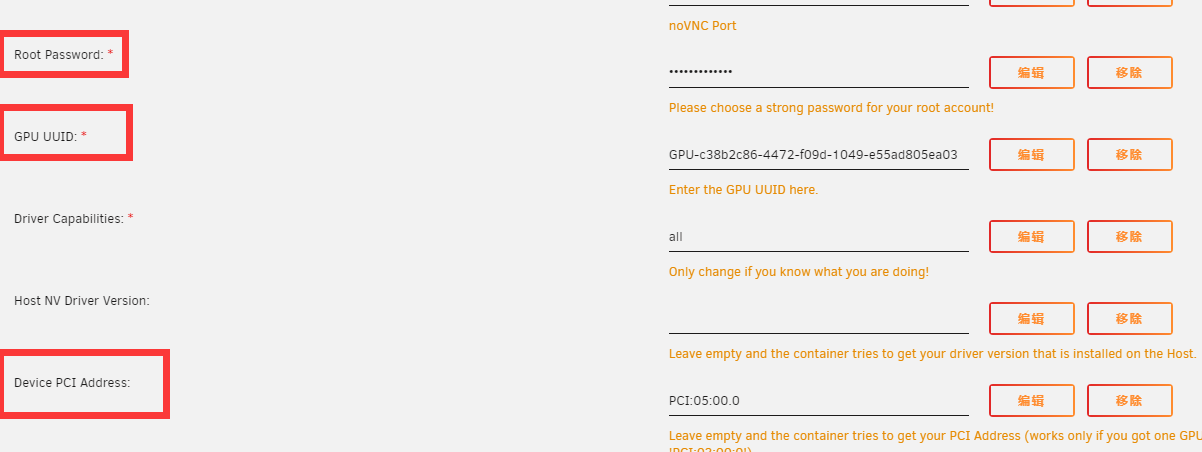 noVNC Port
Root Password: *
•••••••••••••
编辑
移除
Please choose a strong password for your root account!
GPU UUID: *
GPU-c38b2c86-4472-f09d-1049-e55ad805ea03
编辑
移除
Enter the GPU UUID here.
Driver Capabilities: *
all
编辑
移除
Only change if you know what you are doing!
Host NV Driver Version:
编辑
移除
Leave empty and the container tries to get your driver version that is installed on the Host.
Device PCI Address:
PCI:05:00.0
编辑
移除
Leave empty and the container tries to get your PCI Address (works only if you got one GPU